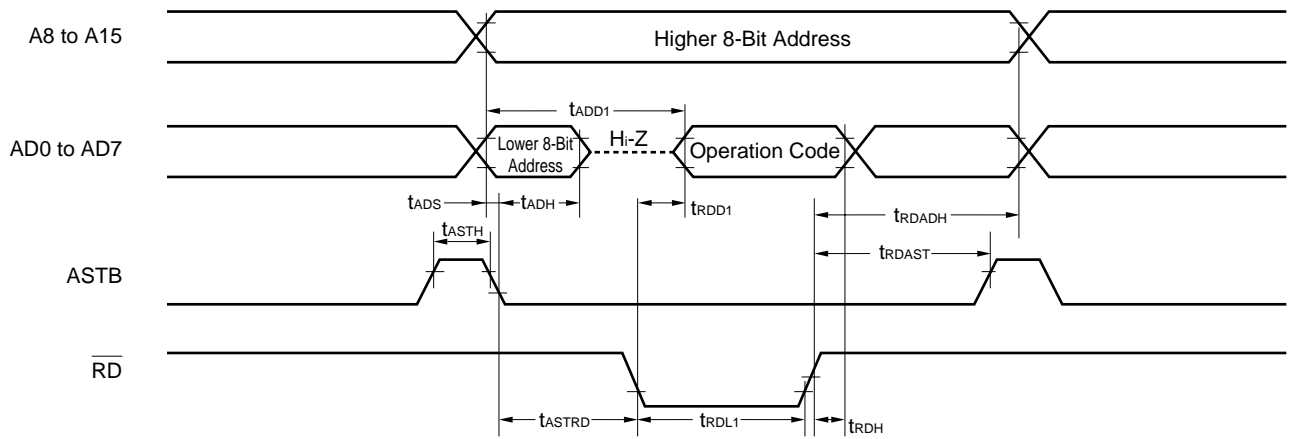 A8 to A15
Higher 8-Bit Address
tADD1
AD0 to AD7
Lower 8-Bit
Address
Hi-Z
Operation Code
tADS
tADH
tRDD1
tRDADH
tASTH
tRDAST
ASTB
RD
tASTRD
tRDL1
tRDH